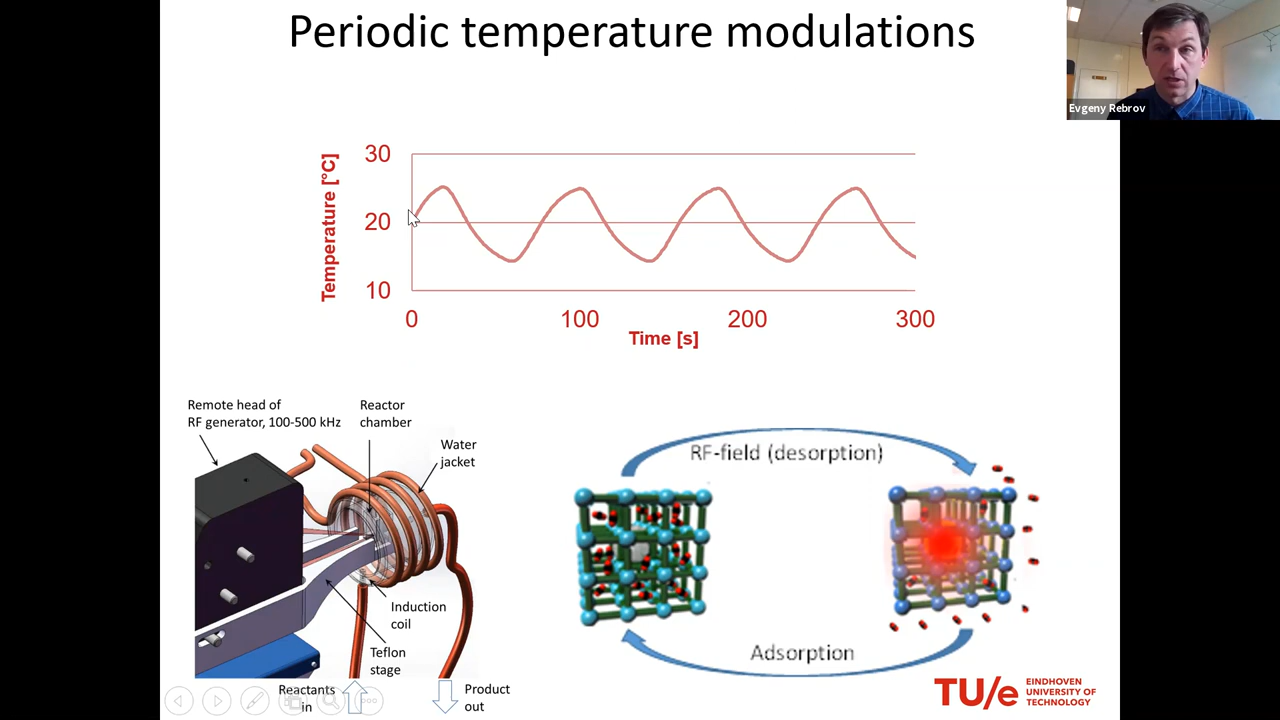 Periodic temperature modulations
Evgeny Rebrov
Temperature [°C]
30
20
10
0
100
200
300
Time [s]
Remote head of
RF generator, 100-500 kHz
Reactor
chamber
Water
jacket
Induction
coil
Teflon
stage
Reactants
in
Product
out
RF-field (desorption)
Adsorption
TU/e
EINDHOVEN
UNIVERSITY OF
TECHNOLOGY